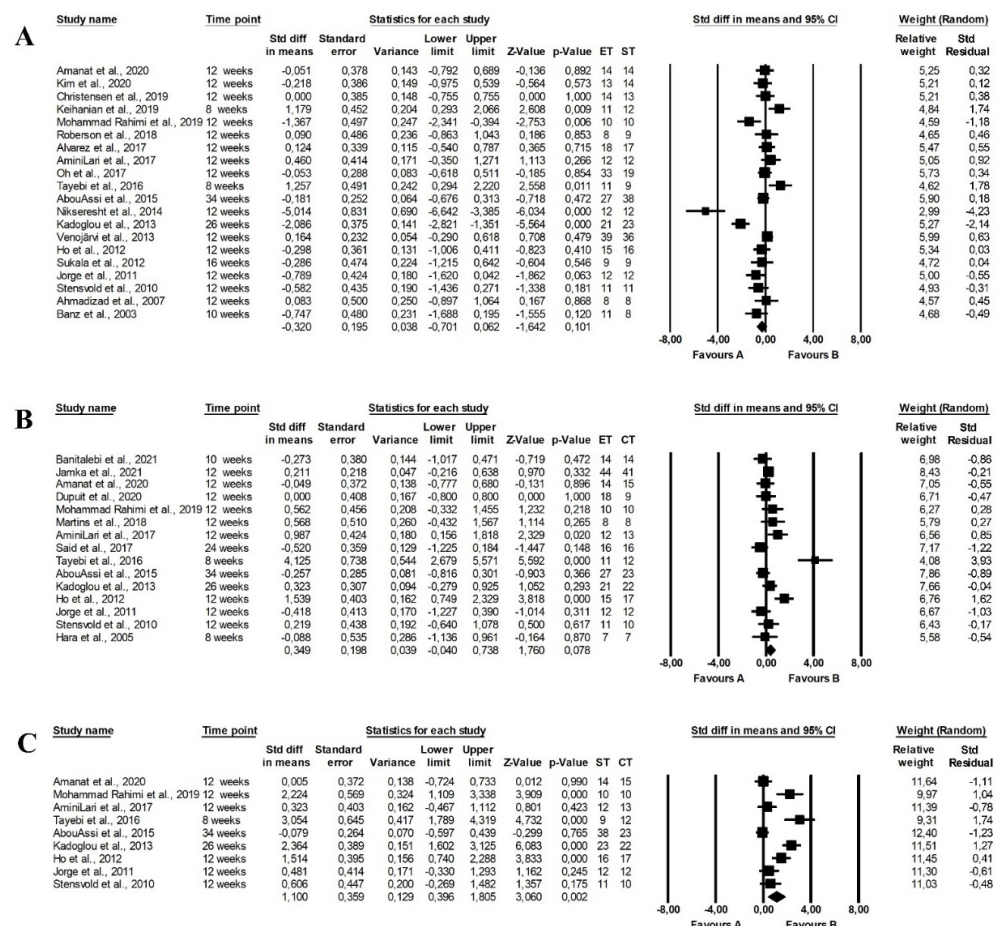 A
Study name Time point Statistics for each study Std diff in means and 95% CI Weight (Random)
Std diff Standard Lower Upper Relative Std
in means error Variance limit limit Z-Value p-Value ET ST weight Residual
Amanat et al., 2020 12 weeks -0,051 0,378 0,143 -0,792 0,689 -0,136 0,892 14 14 5,25 0,32
Kim et al., 2020 12 weeks -0,218 0,386 0,149 -0,975 0,539 -0,564 0,573 13 14 5,21 0,12
Christensen et al., 2019 12 weeks 0,000 0,385 0,148 -0,755 0,755 0,000 1,000 14 13 5,21 0,38
Keihanian et al., 2019 8 weeks 1,179 0,452 0,204 0,293 2,066 2,608 0,009 11 12 4,84 1,74
Mohammad Rahimi et al., 2019 12 weeks -1,367 0,497 0,247 -2,341 -0,394 -2,753 0,006 10 10 4,59 -1,18
Roberson et al., 2018 12 weeks 0,090 0,486 0,236 -0,863 1,043 0,186 0,853 8 9 4,65 0,46
Alvarez et al., 2017 12 weeks 0,124 0,339 0,115 -0,540 0,787 0,365 0,715 18 17 5,47 0,55
AminiLari et al., 2017 12 weeks 0,460 0,414 0,171 -0,350 1,271 1,113 0,266 12 12 5,05 0,92
Oh et al., 2017 12 weeks -0,053 0,288 0,083 -0,618 0,511 -0,185 0,854 33 19 5,73 0,34
Tayebi et al., 2016 8 weeks 1,257 0,491 0,242 0,294 2,220 2,558 0,011 11 9 4,62 1,78
AbouAssi et al., 2015 34 weeks -0,181 0,252 0,064 -0,676 0,313 -0,718 0,472 27 38 5,90 0,18
Nikseresht et al., 2014 12 weeks -5,014 0,831 0,690 -6,642 -3,385 -6,034 0,000 12 12 2,99 -4,23
Kadoglou et al., 2013 26 weeks -2,086 0,375 0,141 -2,821 -1,351 -5,564 0,000 21 23 5,27 -2,14
Venojärvi et al., 2013 12 weeks 0,164 0,232 0,054 -0,290 0,618 0,708 0,479 39 36 5,99 0,63
Ho et al., 2012 12 weeks -0,298 0,361 0,131 -1,006 0,411 -0,823 0,410 15 16 5,34 0,03
Sukala et al., 2012 16 weeks -0,286 0,474 0,224 -1,215 0,642 -0,604 0,546 9 9 4,72 0,04
Jorge et al., 2011 12 weeks -0,789 0,424 0,180 -1,620 0,042 -1,862 0,063 12 12 5,00 -0,55
Stensvold et al., 2010 12 weeks -0,582 0,435 0,190 -1,436 0,271 -1,338 0,181 11 11 4,93 -0,31
Ahmadizad et al., 2007 12 weeks 0,083 0,500 0,250 -0,897 1,064 0,167 0,868 8 8 4,57 0,45
Banz et al., 2003 10 weeks -0,747 0,480 0,231 -1,688 0,195 -1,555 0,120 11 8 4,68 -0,49
-0,320 0,195 0,038 -0,701 0,062 -1,642 0,101
-8,00 -4,00 0,00 4,00 8,00
Favours A Favours B
B
Study name Time point Statistics for each study Std diff in means and 95% CI Weight (Random)
Std diff Standard Lower Upper Relative Std
in means error Variance limit limit Z-Value p-Value ET CT weight Residual
Banitalebi et al., 2021 10 weeks -0,273 0,380 0,144 -1,017 0,471 -0,719 0,472 14 14 6,98 -0,86
Jamka et al., 2021 12 weeks 0,211 0,218 0,047 -0,216 0,638 0,970 0,332 44 41 8,43 -0,21
Amanat et al., 2020 12 weeks -0,049 0,372 0,138 -0,777 0,680 -0,131 0,896 14 15 7,05 -0,55
Dupuit et al., 2020 12 weeks 0,000 0,408 0,167 -0,800 0,800 0,000 1,000 18 9 6,71 -0,47
Mohammad Rahimi et al., 2019 12 weeks 0,562 0,456 0,208 -0,332 1,455 1,232 0,218 10 10 6,27 0,28
Martins et al., 2018 12 weeks 0,568 0,510 0,260 -0,432 1,567 1,114 0,265 8 8 5,79 0,27
AminiLari et al., 2017 12 weeks 0,987 0,424 0,180 0,156 1,818 2,329 0,020 12 13 6,56 0,85
Said et al., 2017 24 weeks -0,520 0,359 0,129 -1,225 0,184 -1,447 0,148 16 16 7,17 -1,22
Tayebi et al., 2016 8 weeks 4,125 0,738 0,544 2,679 5,571 5,592 0,000 11 12 4,08 3,93
AbouAssi et al., 2015 34 weeks -0,257 0,285 0,081 -0,816 0,301 -0,903 0,366 27 23 7,86 -0,89
Kadoglou et al., 2013 26 weeks 0,323 0,307 0,094 -0,279 0,925 1,052 0,293 21 22 7,66 -0,04
Ho et al., 2012 12 weeks 1,539 0,403 0,162 0,749 2,329 3,818 0,000 15 17 6,76 1,62
Jorge et al., 2011 12 weeks -0,418 0,413 0,170 -1,227 0,390 -1,014 0,311 12 12 6,67 -1,03
Stensvold et al., 2010 12 weeks 0,219 0,438 0,192 -0,640 1,078 0,500 0,617 11 10 6,43 -0,17
Hara et al., 2005 8 weeks -0,088 0,535 0,286 -1,136 0,961 -0,164 0,870 7 7 5,58 -0,54
0,349 0,198 0,039 -0,040 0,738 1,760 0,078
-8,00 -4,00 0,00 4,00 8,00
Favours A Favours B
C
Study name Time point Statistics for each study Std diff in means and 95% CI Weight (Random)
Std diff Standard Lower Upper Relative Std
in means error Variance limit limit Z-Value p-Value ST CT weight Residual
Amanat et al., 2020 12 weeks 0,005 0,372 0,138 -0,724 0,733 0,012 0,990 14 15 11,64 -1,11
Mohammad Rahimi et al., 2019 12 weeks 2,224 0,569 0,324 1,109 3,338 3,909 0,000 10 10 9,97 1,04
AminiLari et al., 2017 12 weeks 0,323 0,403 0,162 -0,467 1,112 0,801 0,423 12 13 11,39 -0,78
Tayebi et al., 2016 8 weeks 3,054 0,645 0,417 1,789 4,319 4,732 0,000 9 12 9,31 1,74
AbouAssi et al., 2015 34 weeks -0,079 0,264 0,070 -0,597 0,439 -0,299 0,765 38 23 12,40 -1,23
Kadoglou et al., 2013 26 weeks 2,364 0,389 0,151 1,602 3,125 6,083 0,000 23 22 11,51 1,27
Ho et al., 2012 12 weeks 1,514 0,395 0,156 0,740 2,288 3,833 0,000 16 17 11,45 0,41
Jorge et al., 2011 12 weeks 0,481 0,414 0,171 -0,330 1,293 1,162 0,245 12 12 11,30 -0,61
Stensvold et al., 2010 12 weeks 0,606 0,447 0,200 -0,269 1,482 1,357 0,175 11 10 11,03 -0,48
1,100 0,359 0,129 0,396 1,805 3,060 0,002
-8,00 -4,00 0,00 4,00 8,00
Favours A Favours B